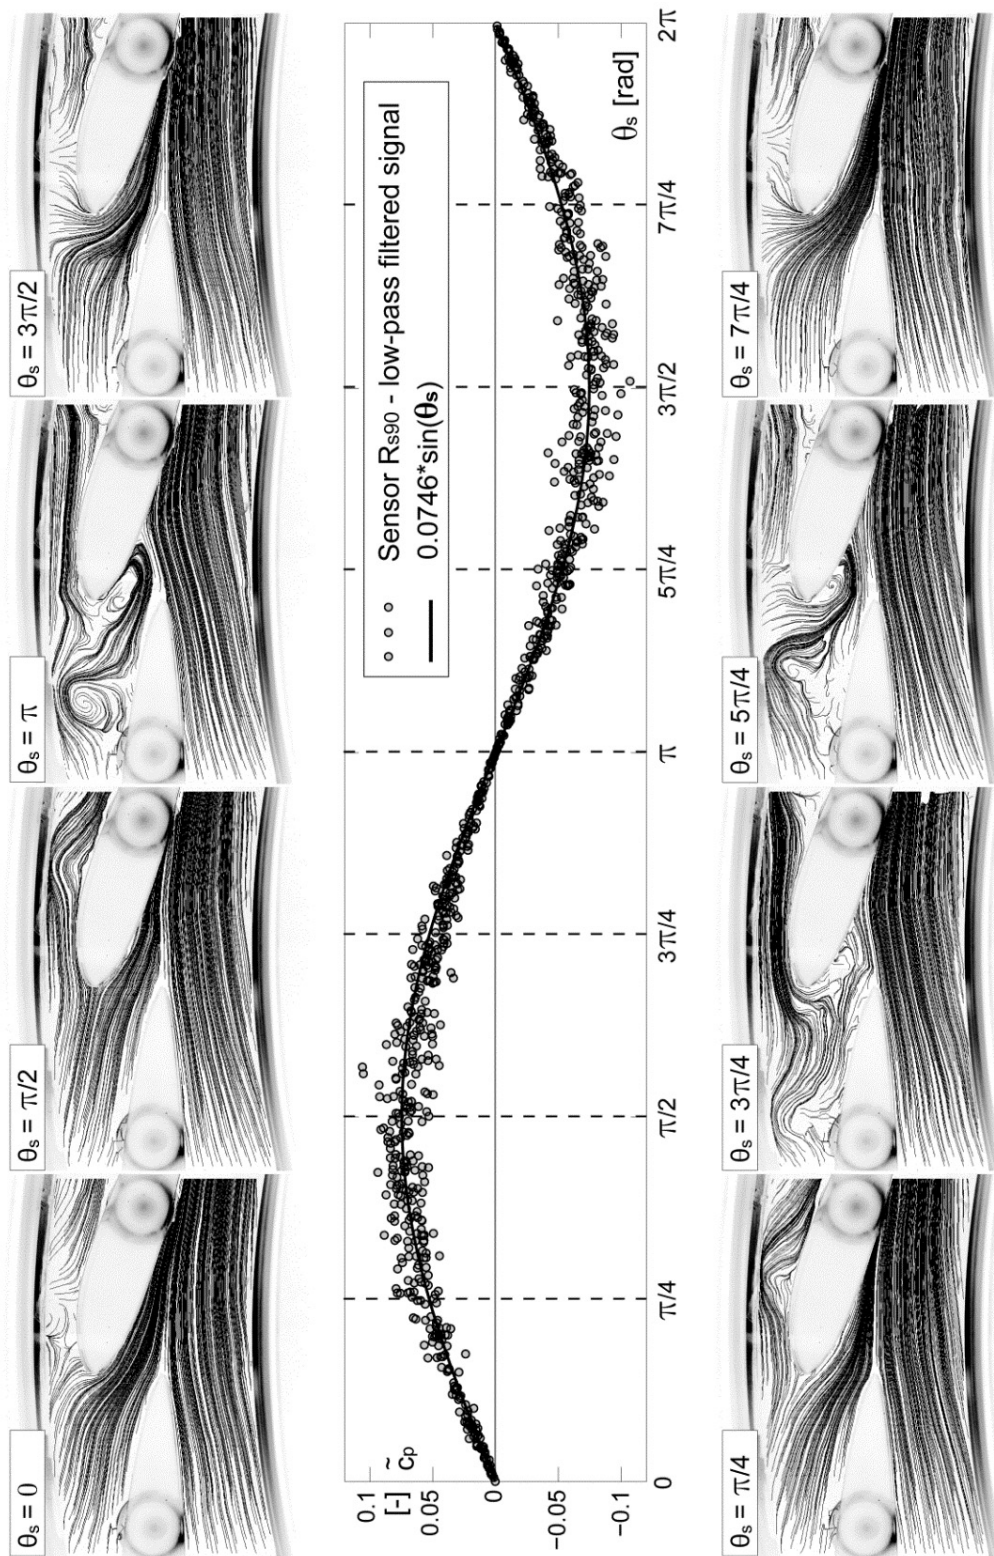 θs = 0
θs = π/2
θs = π
θs = 3π/2
c̃p
[-]
0.1
0.05
0
−0.05
−0.1
Sensor Rs90 - low-pass filtered signal
0.0746*sin(θs)
0
π/4
π/2
3π/4
π
5π/4
3π/2
7π/4
2π
θs [rad]
θs = π/4
θs = 3π/4
θs = 5π/4
θs = 7π/4